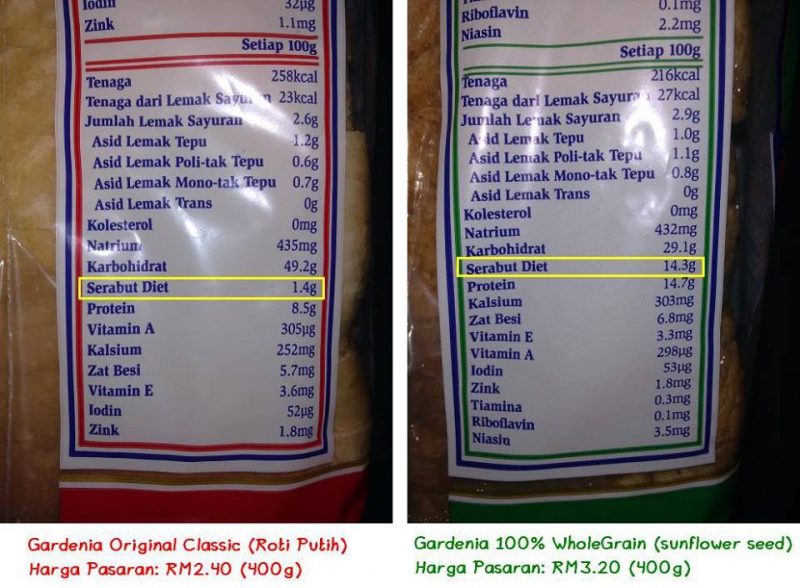 Iodin 32µg
Zink 1.1mg
Setiap 100g
Tenaga 258kcal
Tenaga dari Lemak Sayuran 23kcal
Jumlah Lemak Sayuran 2.6g
Asid Lemak Tepu 1.2g
Asid Lemak Poli-tak Tepu 0.6g
Asid Lemak Mono-tak Tepu 0.7g
Asid Lemak Trans 0g
Kolesterol 0mg
Natrium 435mg
Karbohidrat 49.2g
Serabut Diet 1.4g
Protein 8.5g
Vitamin A 305µg
Kalsium 252mg
Zat Besi 5.7mg
Vitamin E 3.6mg
Iodin 52µg
Zink 1.8mg
Gardenia Original Classic (Roti Putih)
Harga Pasaran: RM2.40 (400g)
Riboflavin 0.1mg
Niasin 2.2mg
Setiap 100g
Tenaga 216kcal
Tenaga dari Lemak Sayuran 27kcal
Jumlah Lemak Sayuran 2.9g
Asid Lemak Tepu 1.0g
Asid Lemak Poli-tak Tepu 1.1g
Asid Lemak Mono-tak Tepu 0.8g
Asid Lemak Trans 0g
Kolesterol 0mg
Natrium 432mg
Karbohidrat 29.1g
Serabut Diet 14.3g
Protein 14.7g
Kalsium 303mg
Zat Besi 6.8mg
Vitamin E 3.3mg
Vitamin A 298µg
Iodin 53µg
Zink 1.8mg
Tiamina 0.3mg
Riboflavin 0.1mg
Niasin 3.5mg
Gardenia 100% WholeGrain (sunflower seed)
Harga Pasaran: RM3.20 (400g)